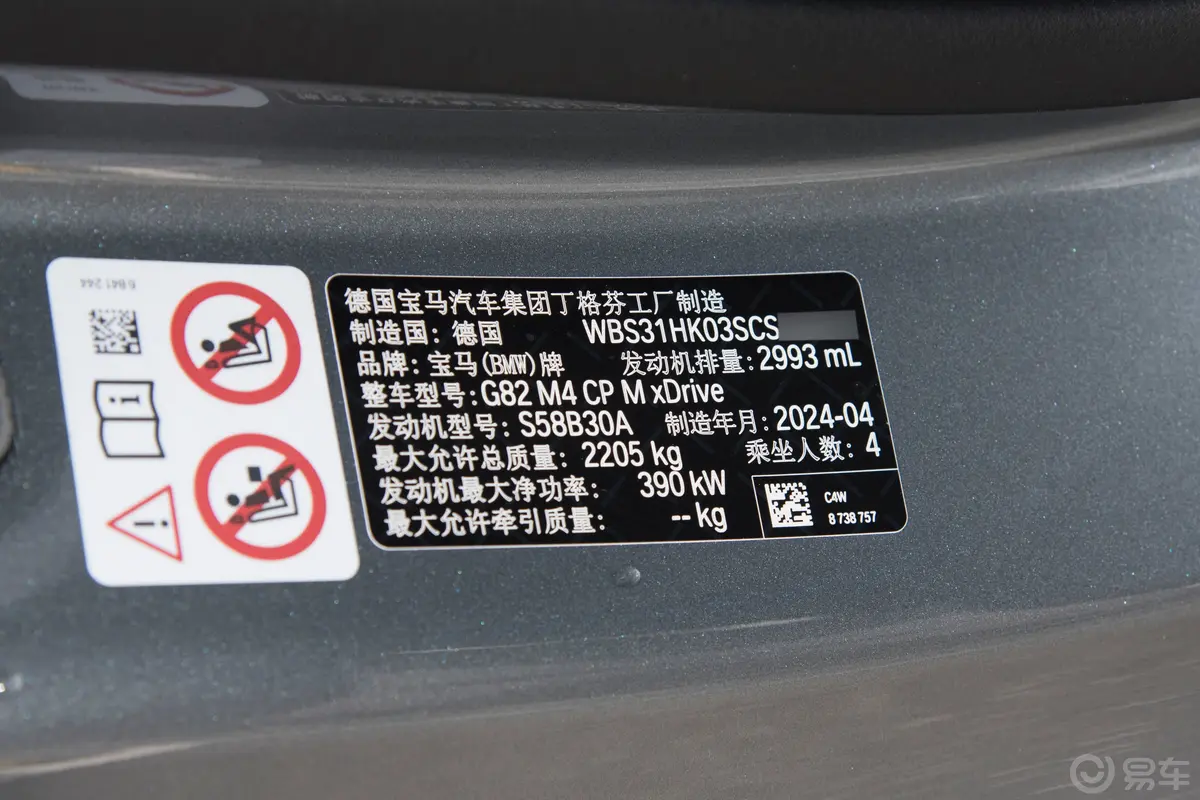 6 841 244
德国宝马汽车集团丁格芬工厂制造
制造国：德国 WBS31HK03SCS
品牌：宝马(BMW)牌 发动机排量：2993 mL
整车型号：G82 M4 CP M xDrive
发动机型号：S58B30A 制造年月：2024-04
最大允许总质量：2205 kg 乘坐人数：4
发动机最大净功率： 390 kW
最大允许牵引质量： -- kg
C4W
8 738 757
易车